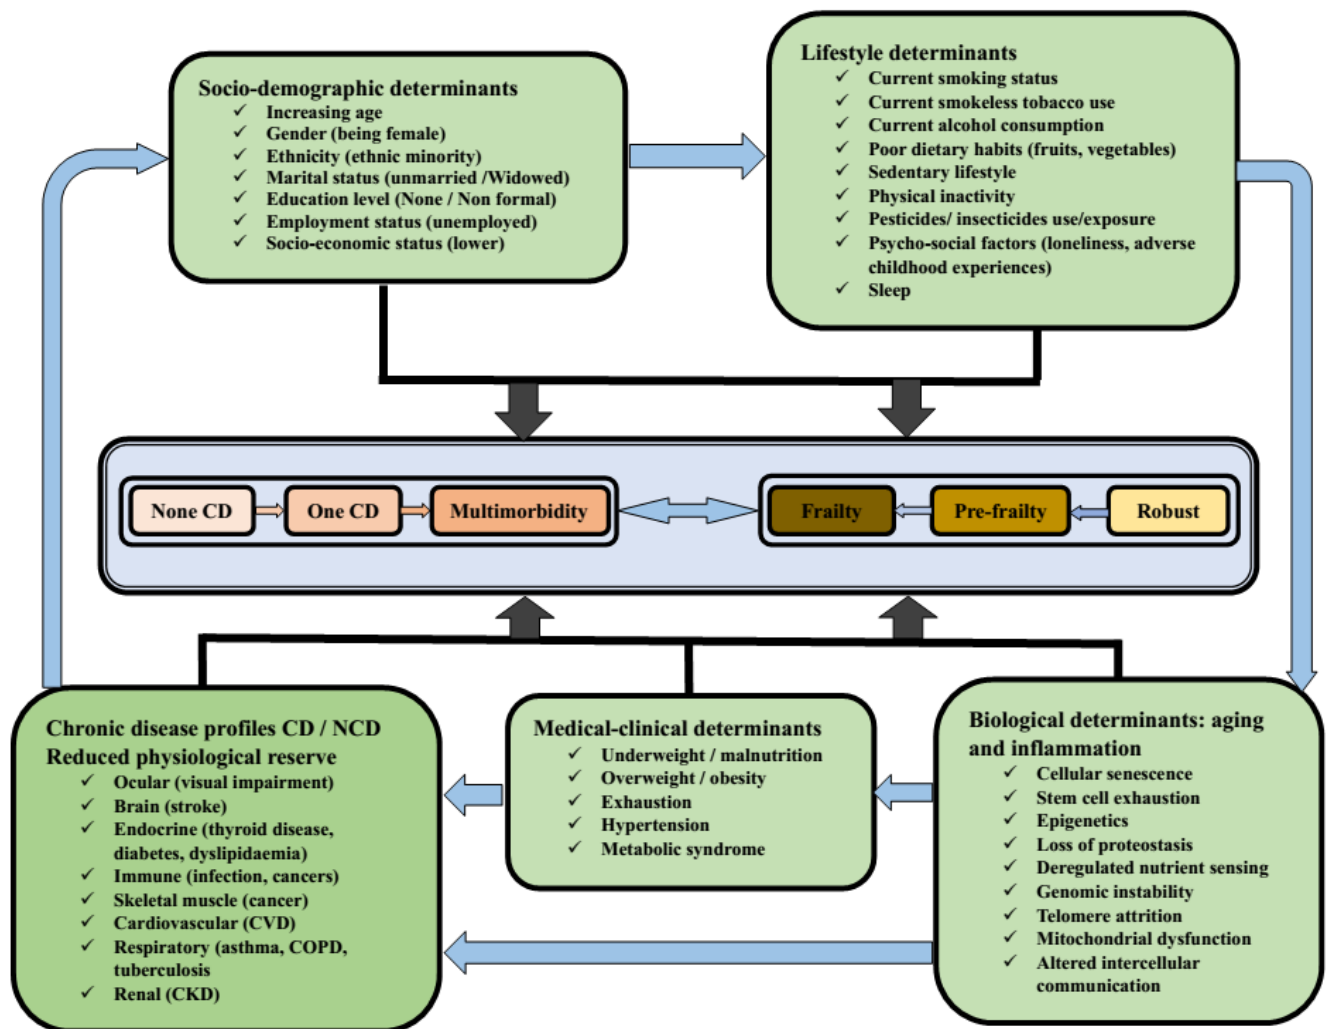 Socio-demographic determinants
✓ Increasing age
✓ Gender (being female)
✓ Ethnicity (ethnic minority)
✓ Marital status (unmarried /Widowed)
✓ Education level (None / Non formal)
✓ Employment status (unemployed)
✓ Socio-economic status (lower)
Lifestyle determinants
✓ Current smoking status
✓ Current smokeless tobacco use
✓ Current alcohol consumption
✓ Poor dietary habits (fruits, vegetables)
✓ Sedentary lifestyle
✓ Physical inactivity
✓ Pesticides/ insecticides use/exposure
✓ Psycho-social factors (loneliness, adverse
childhood experiences)
✓ Sleep
None CD
One CD
Multimorbidity
Frailty
Pre-frailty
Robust
Chronic disease profiles CD / NCD
Reduced physiological reserve
✓ Ocular (visual impairment)
✓ Brain (stroke)
✓ Endocrine (thyroid disease,
diabetes, dyslipidaemia)
✓ Immune (infection, cancers)
✓ Skeletal muscle (cancer)
✓ Cardiovascular (CVD)
✓ Respiratory (asthma, COPD,
tuberculosis
✓ Renal (CKD)
Medical-clinical determinants
✓ Underweight / malnutrition
✓ Overweight / obesity
✓ Exhaustion
✓ Hypertension
✓ Metabolic syndrome
Biological determinants: aging
and inflammation
✓ Cellular senescence
✓ Stem cell exhaustion
✓ Epigenetics
✓ Loss of proteostasis
✓ Deregulated nutrient sensing
✓ Genomic instability
✓ Telomere attrition
✓ Mitochondrial dysfunction
✓ Altered intercellular
communication